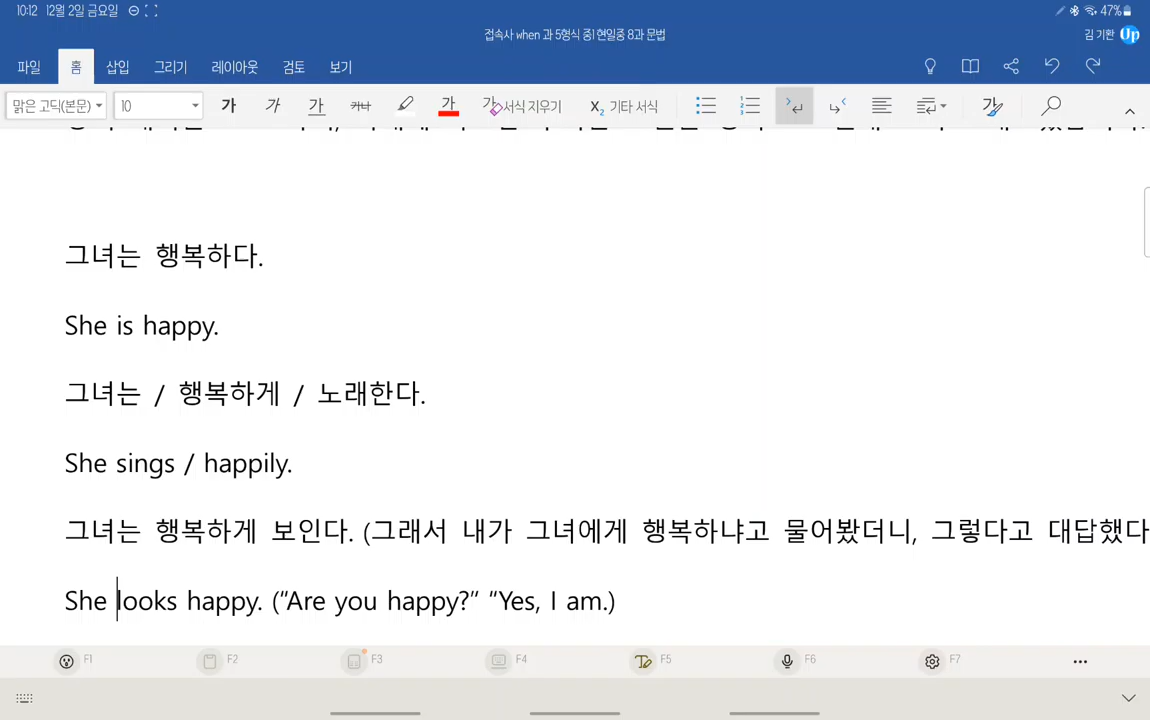 10:12 12월 2일 금요일 47%
접속사 when 과 5형식 중1 현일중 8과 문법
김 기환 Up
파일 홈 삽입 그리기 레이아웃 검토 보기
맑은 고딕(본문) 10 가 가 가 가나 가 가 서식 지우기 X₂ 기타 서식 가
그녀는 행복하다.
She is happy.
그녀는 / 행복하게 / 노래한다.
She sings / happily.
그녀는 행복하게 보인다. (그래서 내가 그녀에게 행복하냐고 물어봤더니, 그렇다고 대답했다
She looks happy. (“Are you happy?” “Yes, I am.)
F1 F2 F3 F4 F5 F6 F7